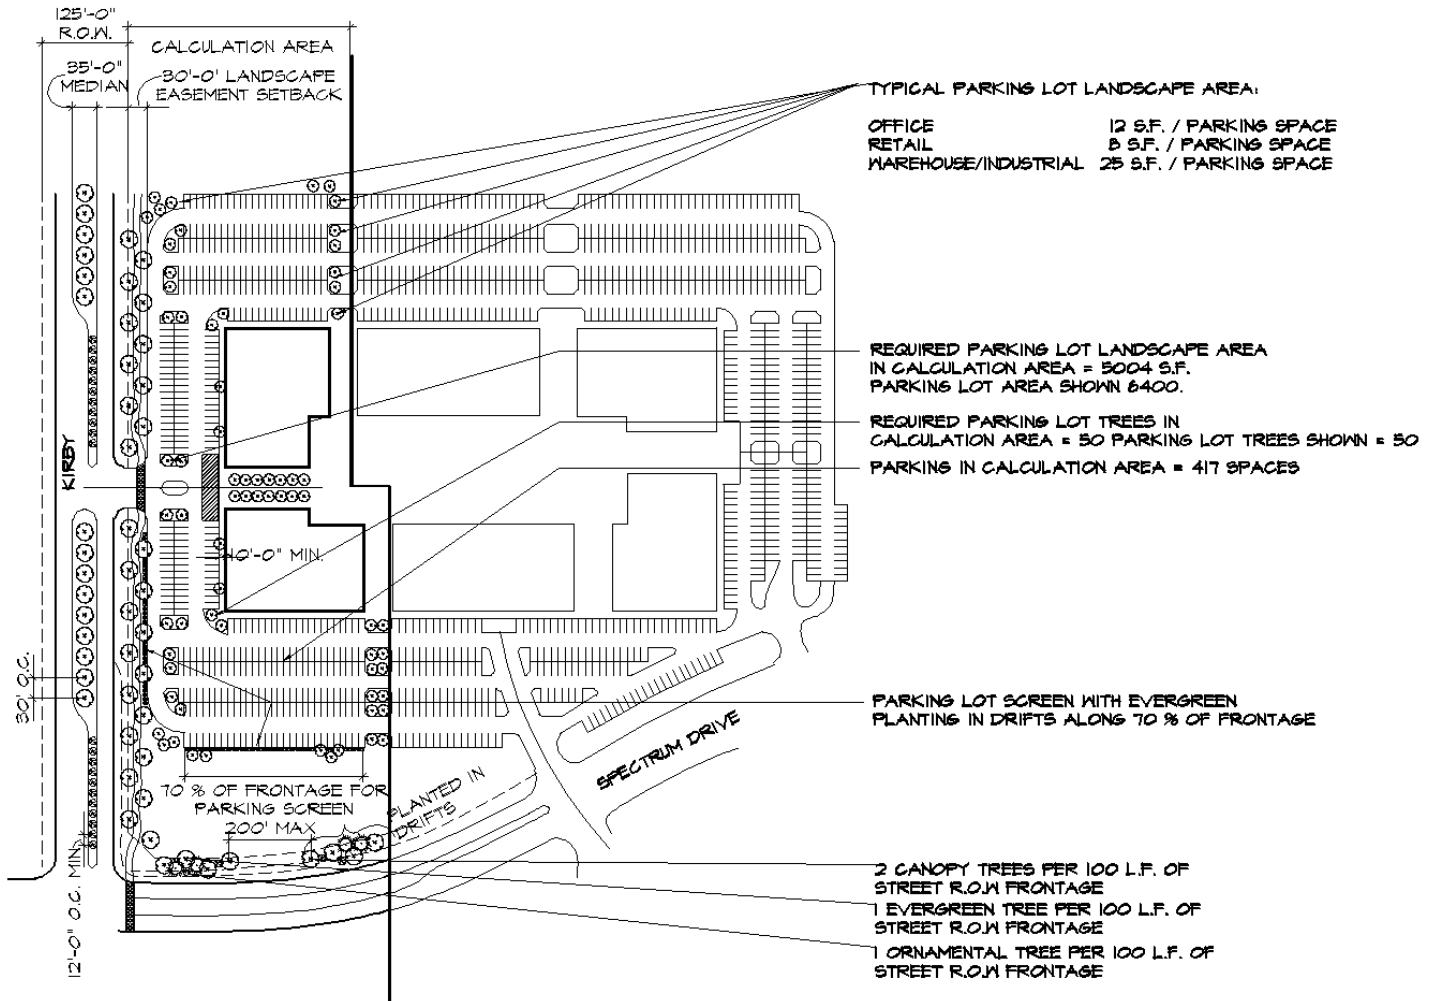 125'-0"
R.O.W.
CALCULATION AREA
35'-0"
MEDIAN
30'-0' LANDSCAPE
EASEMENT SETBACK
TYPICAL PARKING LOT LANDSCAPE AREA:
OFFICE 12 S.F. / PARKING SPACE
RETAIL 8 S.F. / PARKING SPACE
WAREHOUSE/INDUSTRIAL 25 S.F. / PARKING SPACE
REQUIRED PARKING LOT LANDSCAPE AREA
IN CALCULATION AREA = 5004 S.F.
PARKING LOT AREA SHOWN 6400.
REQUIRED PARKING LOT TREES IN
CALCULATION AREA = 50 PARKING LOT TREES SHOWN = 50
PARKING IN CALCULATION AREA = 417 SPACES
KIRBY
10'-0" MIN.
30' O.C.
PARKING LOT SCREEN WITH EVERGREEN
PLANTING IN DRIFTS ALONG 70 % OF FRONTAGE
SPECTRUM DRIVE
70 % OF FRONTAGE FOR
PARKING SCREEN
200' MAX
PLANTED IN
DRIFTS
12'-0" O.C. MIN.
2 CANOPY TREES PER 100 L.F. OF
STREET R.O.W FRONTAGE
1 EVERGREEN TREE PER 100 L.F. OF
STREET R.O.W FRONTAGE
1 ORNAMENTAL TREE PER 100 L.F. OF
STREET R.O.W FRONTAGE